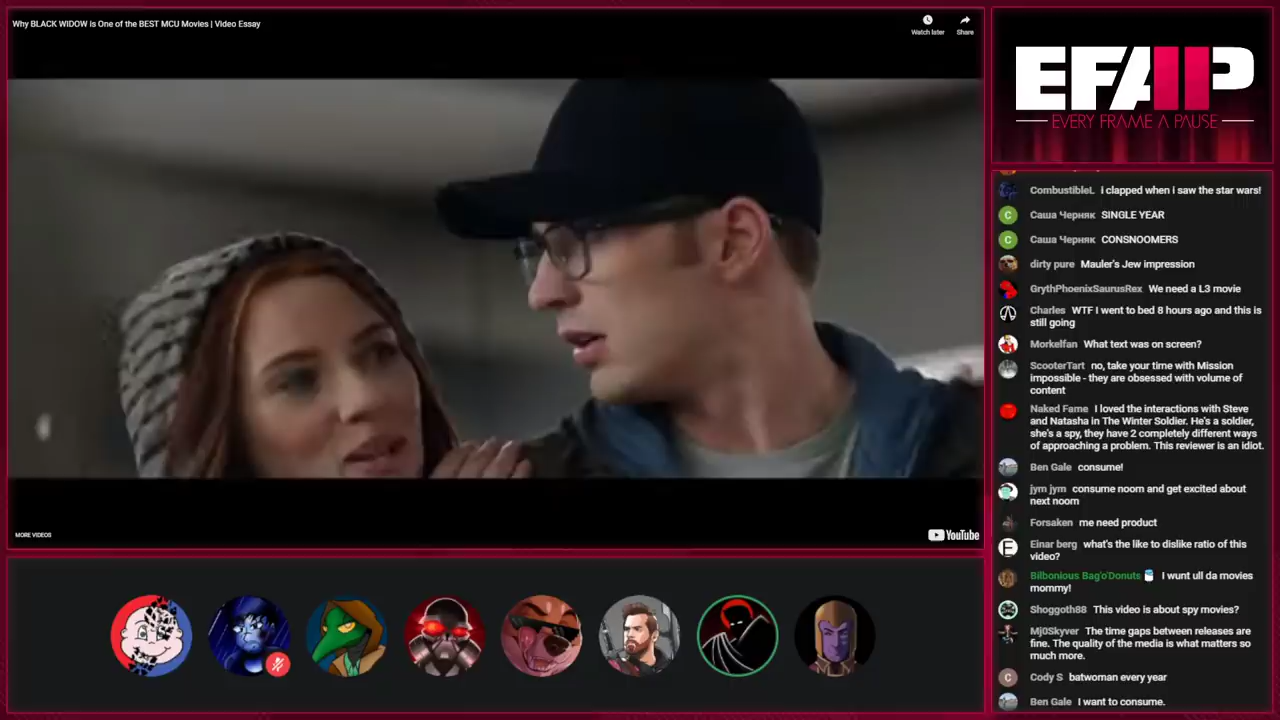 Why BLACK WIDOW is One of the BEST MCU Movies | Video Essay
Watch later
Share
MORE VIDEOS
YouTube
EFAP
EVERY FRAME A PAUSE
CombustibleL i clapped when i saw the star wars!
Саша Черняк SINGLE YEAR
Саша Черняк CONSNOOMERS
dirty pure Mauler's Jew impression
GrythPhoenixSaurusRex We need a L3 movie
Charles WTF I went to bed 8 hours ago and this is
still going
Morkelfan What text was on screen?
ScooterTart no, take your time with Mission
impossible - they are obsessed with volume of
content
Naked Fame I loved the interactions with Steve
and Natasha in The Winter Soldier. He's a soldier,
she's a spy, they have 2 completely different ways
of approaching a problem. This reviewer is an idiot.
Ben Gale consume!
jym jym consume noom and get excited about
next noom
Forsaken me need product
Einar berg what's the like to dislike ratio of this
video?
Bilbonious Bag'o'Donuts I wunt ull da movies
mommy!
Shoggoth88 This video is about spy movies?
Mj0Skyver The time gaps between releases are
fine. The quality of the media is what matters so
much more.
Cody S batwoman every year
Ben Gale I want to consume.